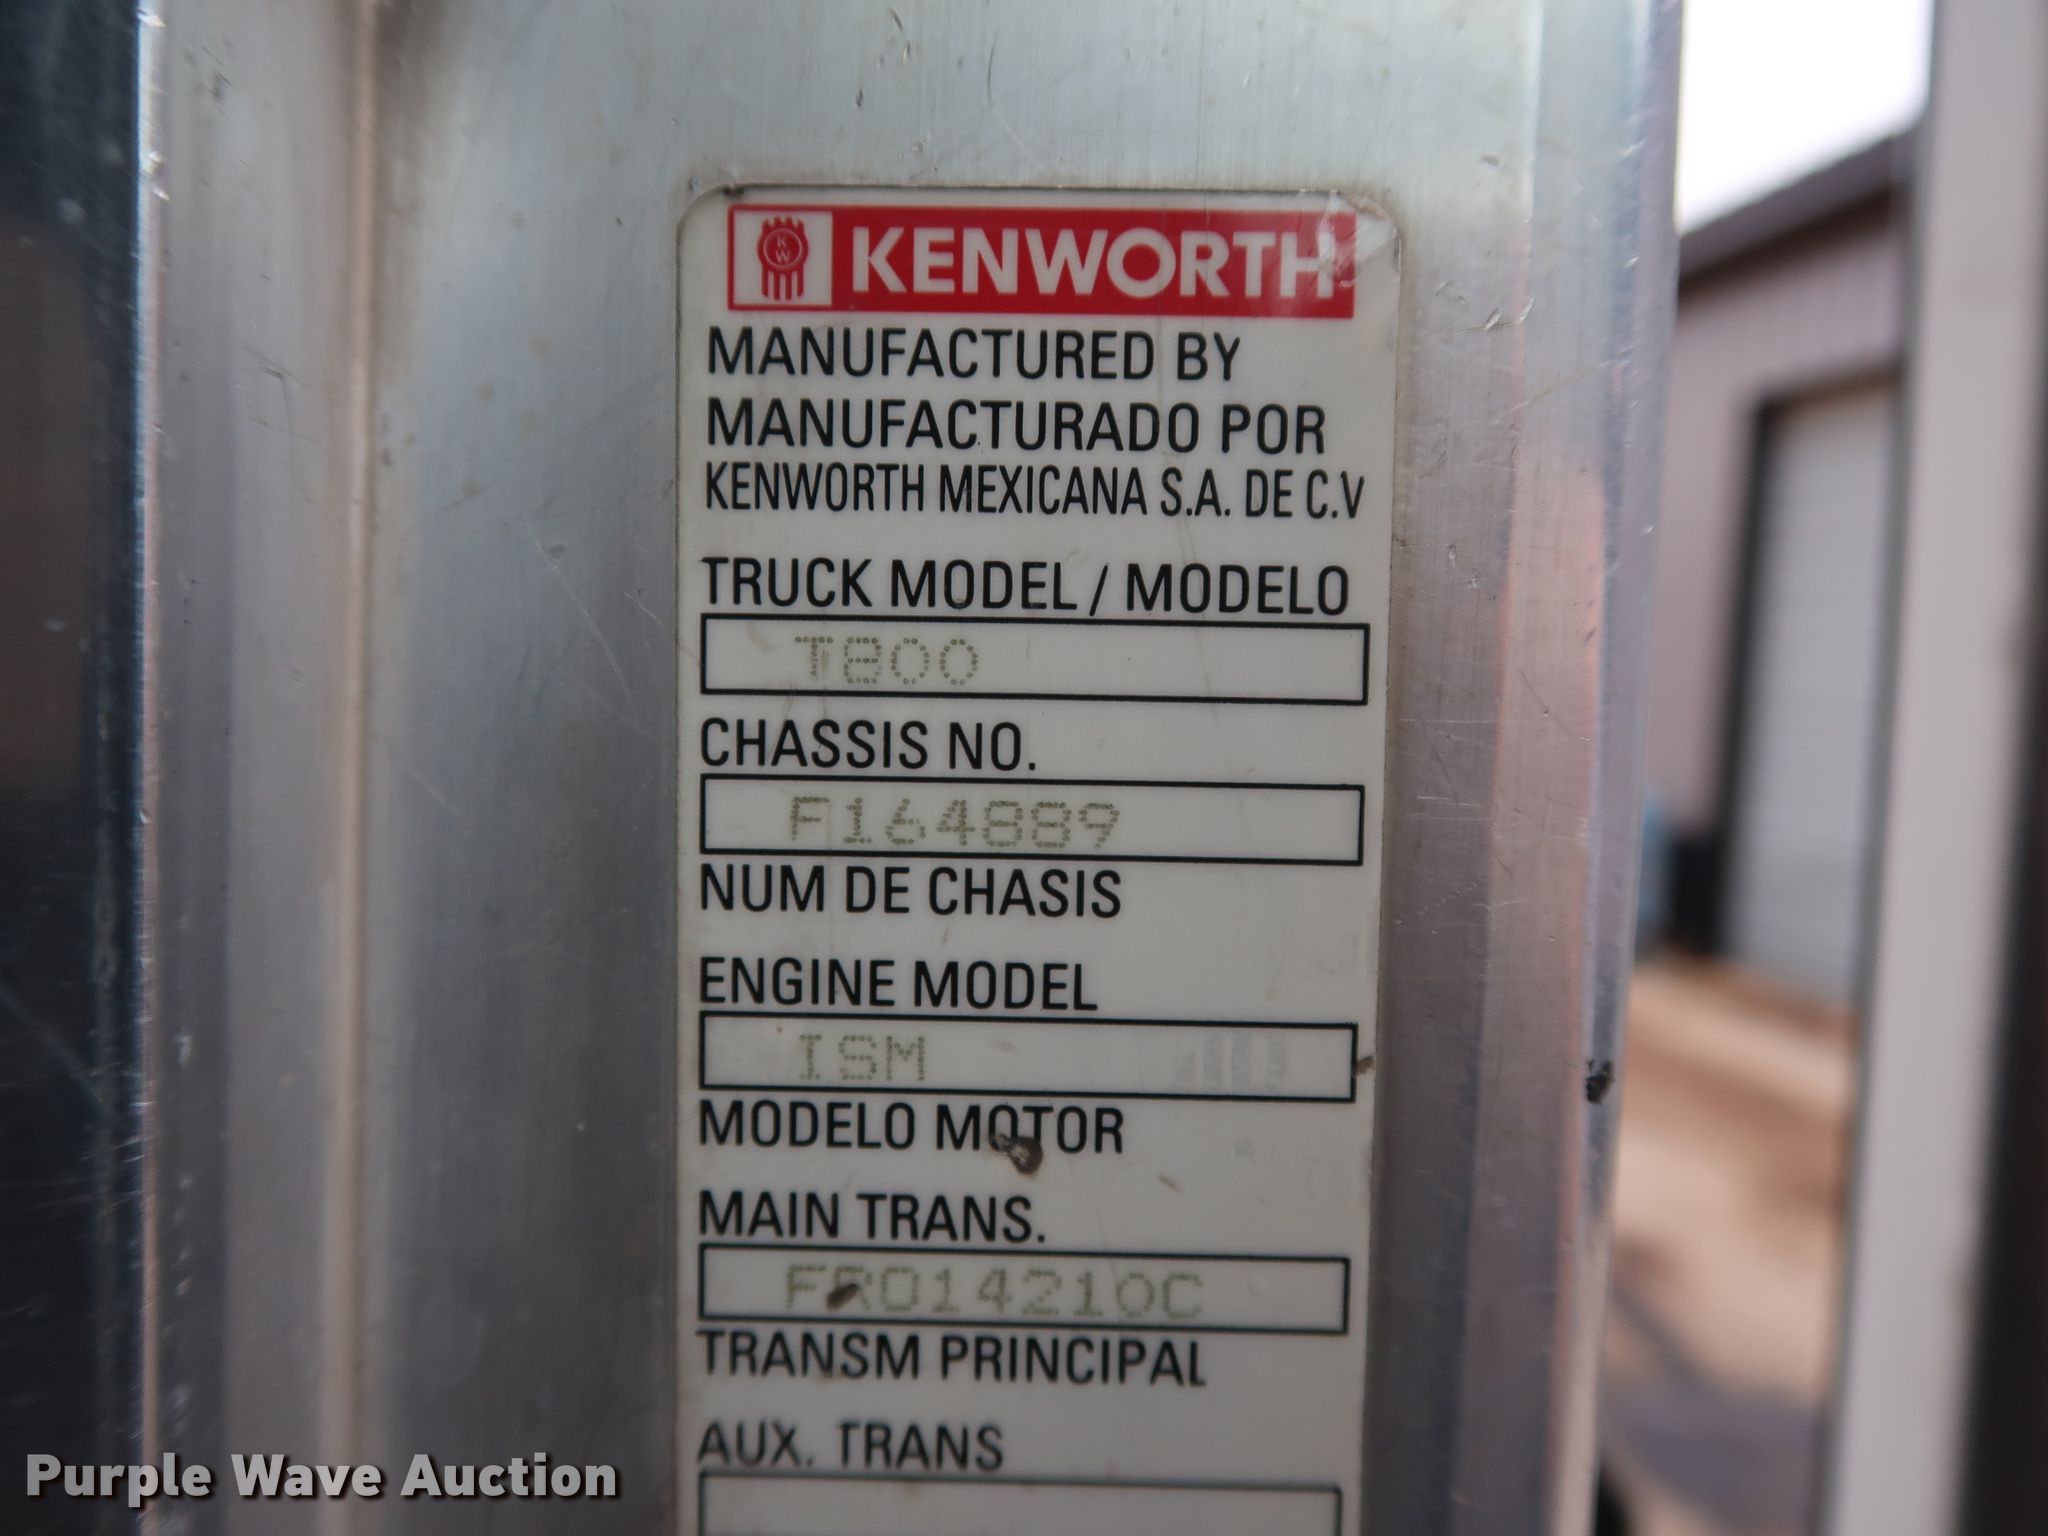 KW KENWORTH
MANUFACTURED BY
MANUFACTURADO POR
KENWORTH MEXICANA S.A. DE C.V
TRUCK MODEL / MODELO
T800
CHASSIS NO.
F164889
NUM DE CHASIS
ENGINE MODEL
ISM
MODELO MOTOR
MAIN TRANS.
FRO14210C
TRANSM PRINCIPAL
AUX. TRANS
Purple Wave Auction